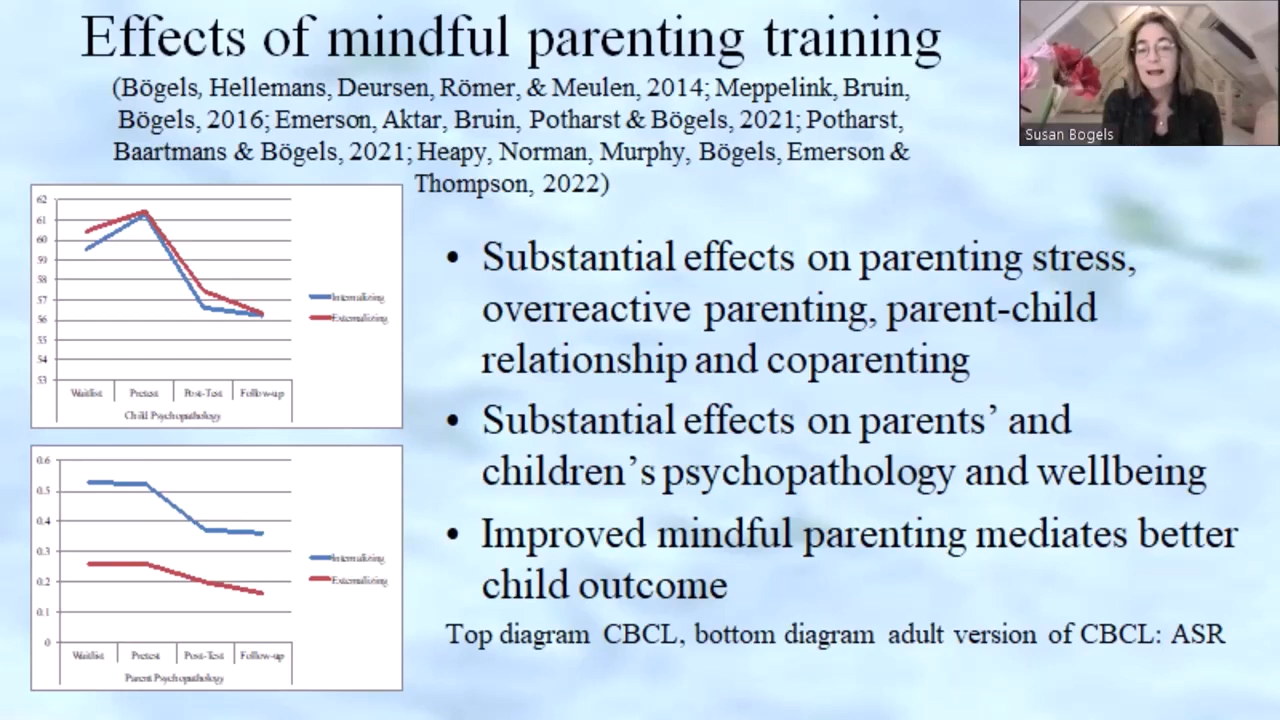 Effects of mindful parenting training
(Bögels, Hellemans, Deursen, Römer, & Meulen, 2014; Meppelink, Bruin,
Bögels, 2016; Emerson, Aktar, Bruin, Potharst & Bögels, 2021; Potharst,
Baartmans & Bögels, 2021; Heapy, Norman, Murphy, Bögels, Emerson &
Thompson, 2022)
Susan Bogels
62
61
60
59
58
57
56
55
54
53
Waitlist Pretest Post-Test Follow-up
Child Psychopathology
Internalizing
Externalizing
0.6
0.5
0.4
0.3
0.2
0.1
0
Waitlist Pretest Post-Test Follow-up
Parent Psychopathology
Internalizing
Externalizing
• Substantial effects on parenting stress,
overreactive parenting, parent-child
relationship and coparenting
• Substantial effects on parents’ and
children’s psychopathology and wellbeing
• Improved mindful parenting mediates better
child outcome
Top diagram CBCL, bottom diagram adult version of CBCL: ASR